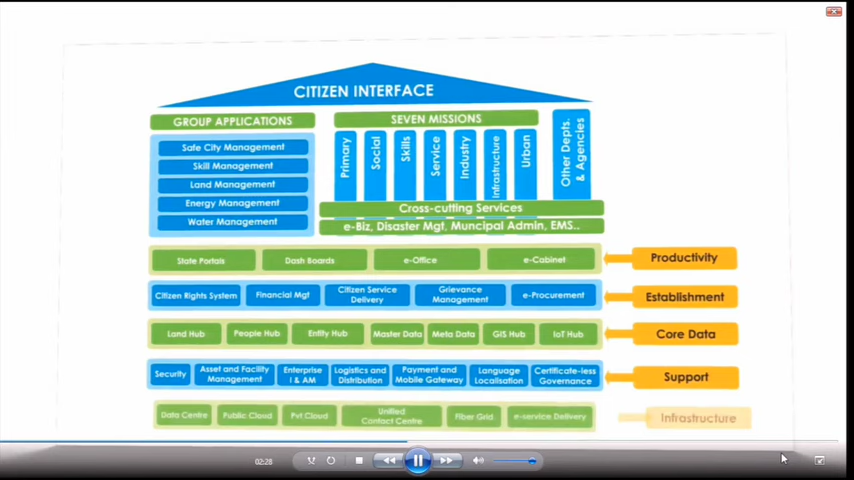 CITIZEN INTERFACE
GROUP APPLICATIONS
Safe City Management
Skill Management
Land Management
Energy Management
Water Management
SEVEN MISSIONS
Primary
Social
Skills
Service
Industry
Infrastructure
Urban
Other Depts.
& Agencies
Cross-cutting Services
e-Biz, Disaster Mgt, Muncipal Admin, EMS..
State Portals
Dash Boards
e-Office
e-Cabinet
Productivity
Citizen Rights System
Financial Mgt
Citizen Service
Delivery
Grievance
Management
e-Procurement
Establishment
Land Hub
People Hub
Entity Hub
Master Data
Meta Data
GIS Hub
IoT Hub
Core Data
Security
Asset and Facility
Management
Enterprise
I & AM
Logistics and
Distribution
Payment and
Mobile Gateway
Language
Localisation
Certificate-less
Governance
Support
Data Centre
Public Cloud
Pvt Cloud
Unified
Contact Centre
Fiber Grid
e-service Delivery
Infrastructure
02:28